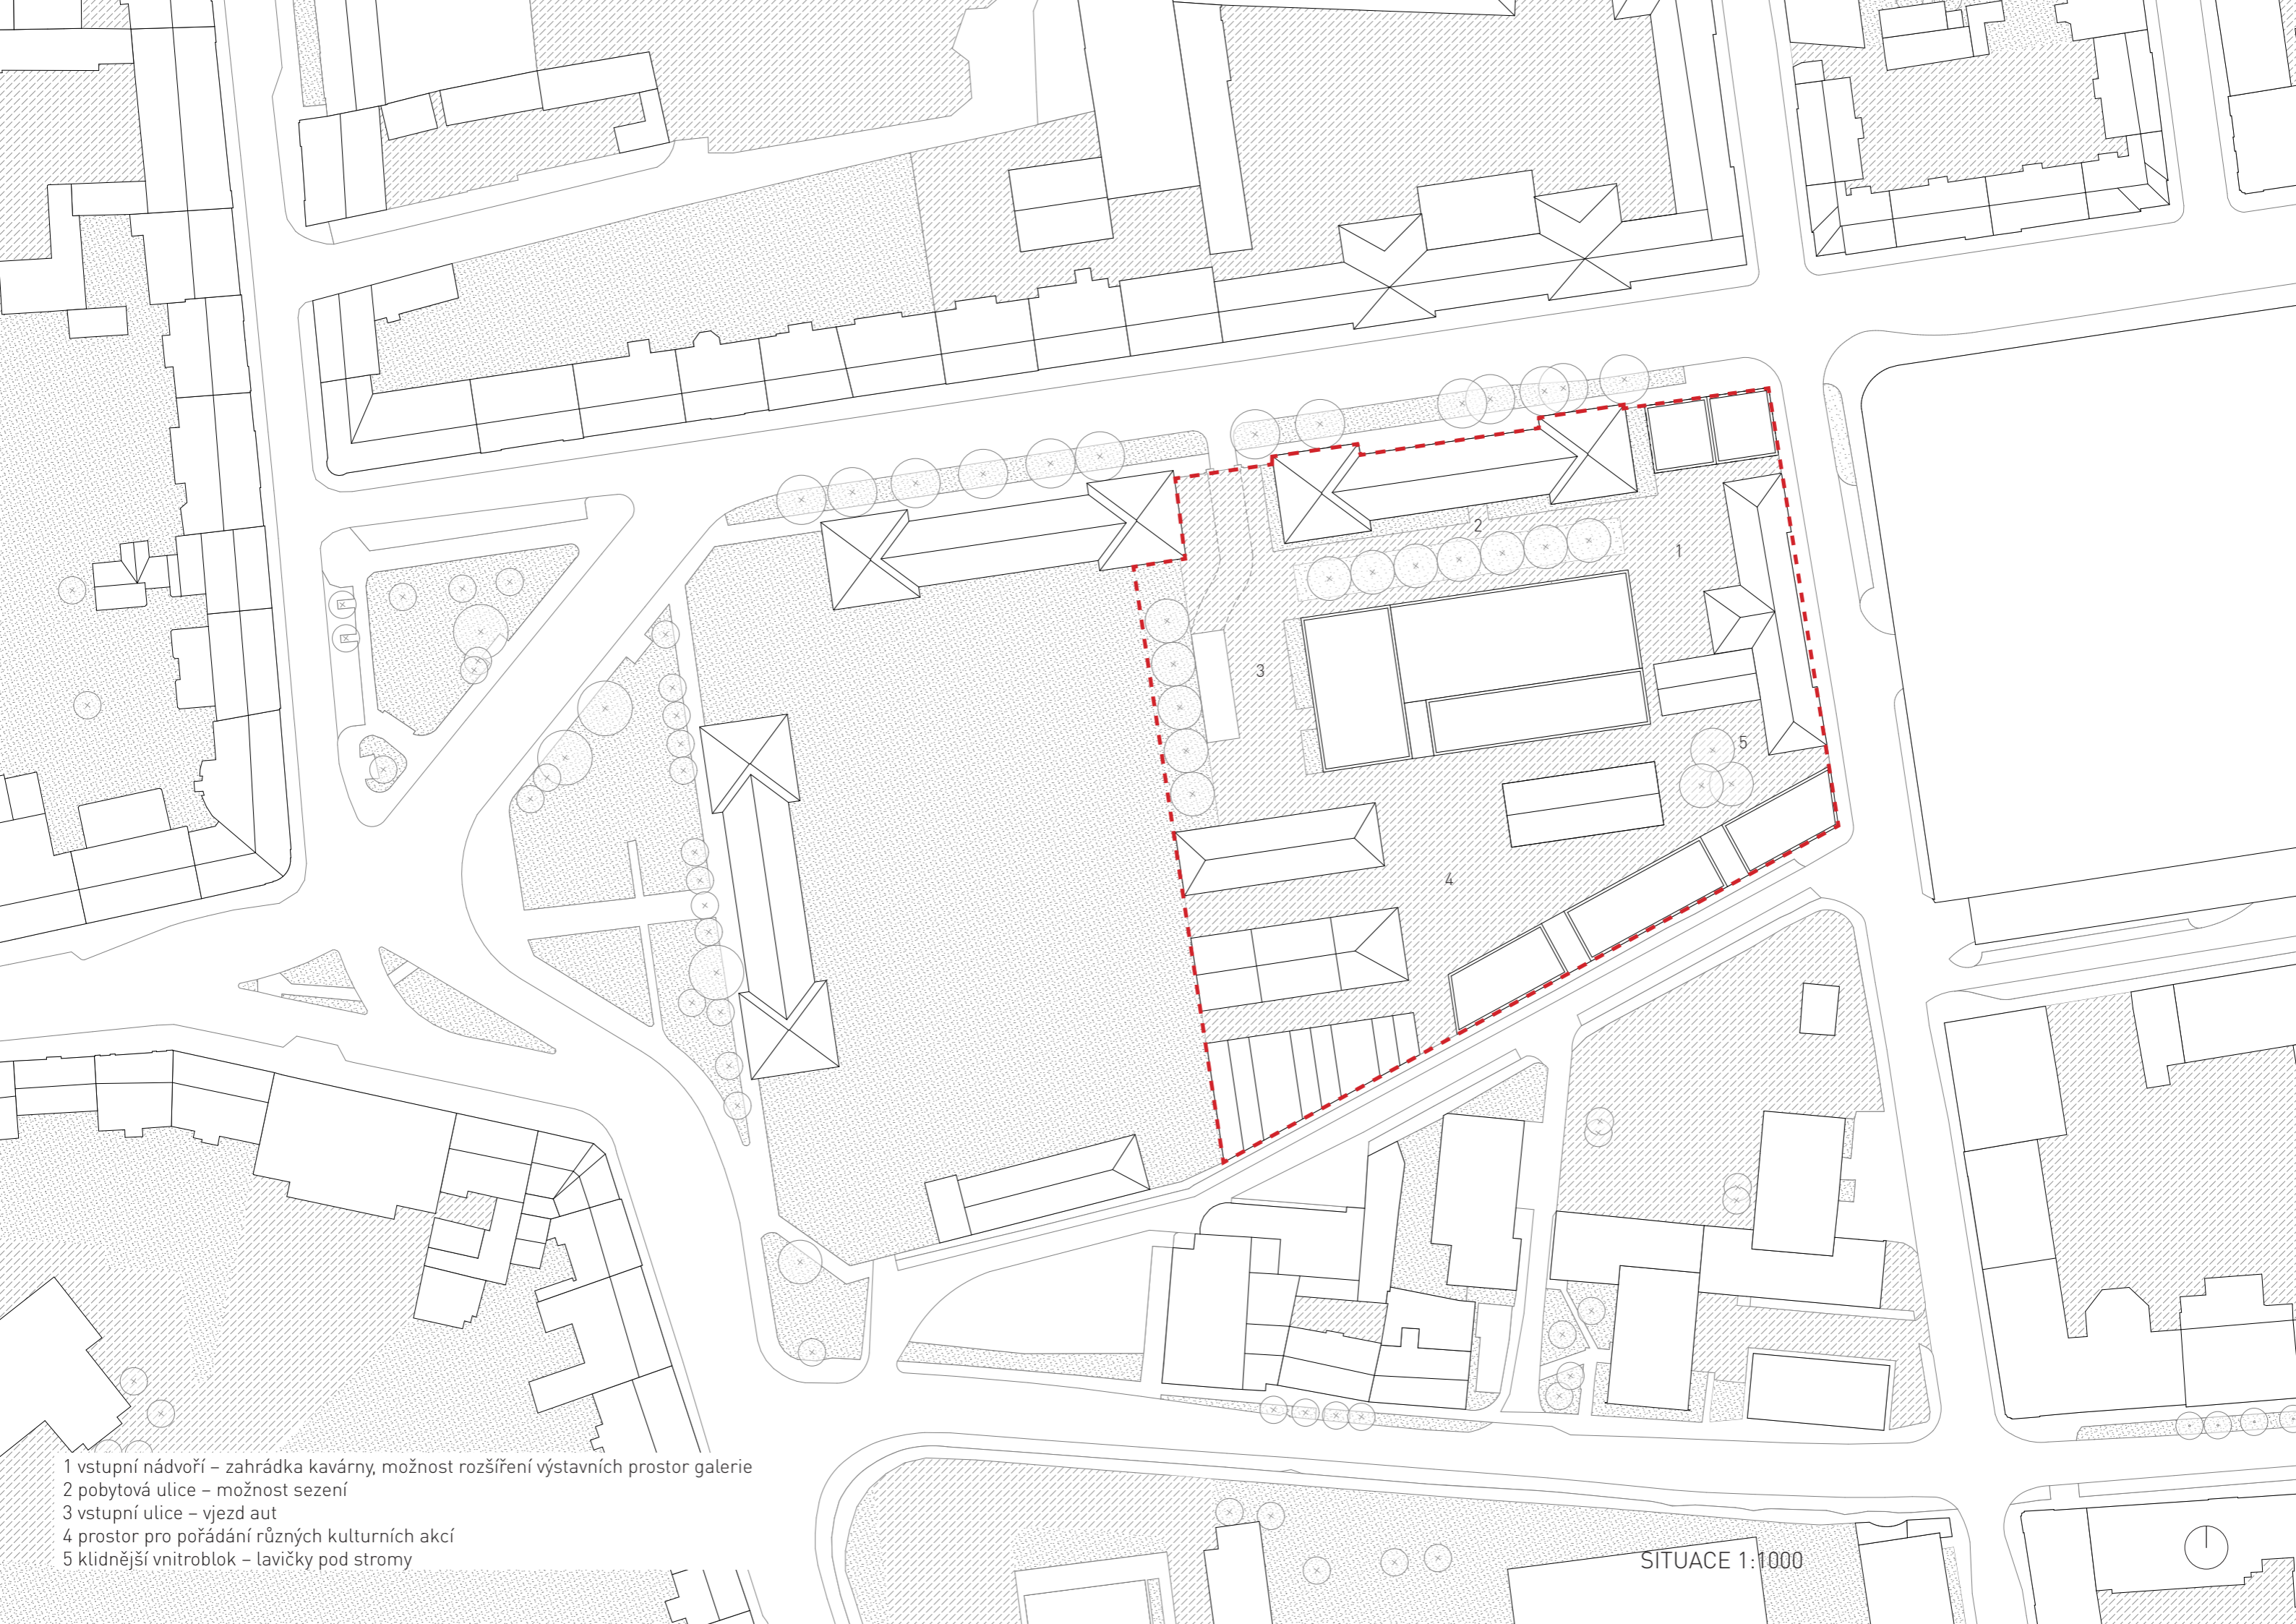 2
1
3
5
4
1 vstupní nádvoří – zahrádka kavárny, možnost rozšíření výstavních prostor galerie
2 pobytová ulice – možnost sezení
3 vstupní ulice – vjezd aut
4 prostor pro pořádání různých kulturních akcí
5 klidnější vnitroblok – lavičky pod stromy
SITUACE 1:1000